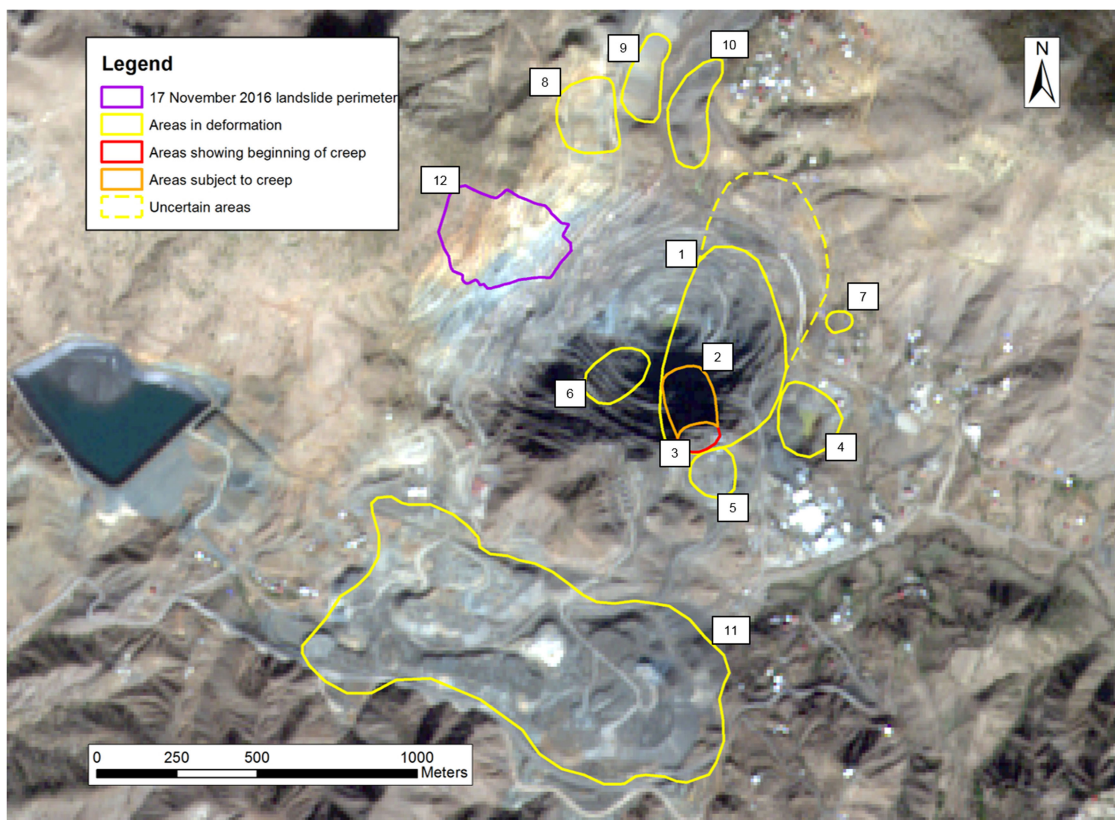 Legend
17 November 2016 landslide perimeter
Areas in deformation
Areas showing beginning of creep
Areas subject to creep
Uncertain areas
N
9
10
8
12
1
7
2
6
3
4
5
11
0 250 500 1000
Meters